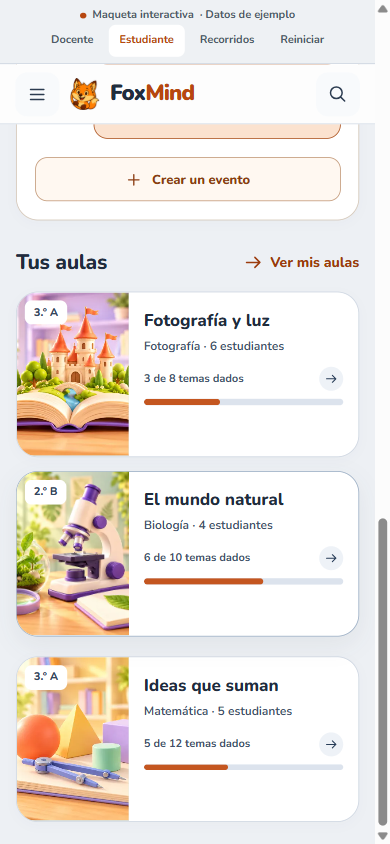 Maqueta interactiva · Datos de ejemplo
Docente Estudiante Recorridos Reiniciar
FoxMind
Crear un evento
Tus aulas
Ver mis aulas
3.º A
Fotografía y luz
Fotografía · 6 estudiantes
3 de 8 temas dados
2.º B
El mundo natural
Biología · 4 estudiantes
6 de 10 temas dados
3.º A
Ideas que suman
Matemática · 5 estudiantes
5 de 12 temas dados